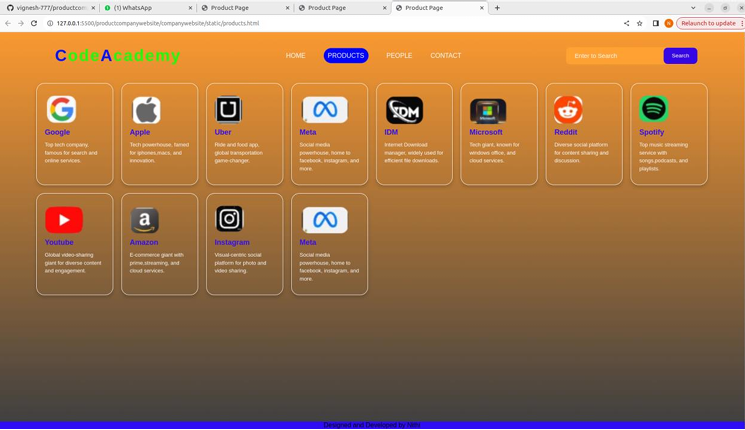 vignesh-777/productcom
(1) WhatsApp
Product Page
Product Page
Product Page
127.0.0.1:5500/productcompanywebsite/companywebsite/static/products.html
Relaunch to update
CodeAcademy
HOME
PRODUCTS
PEOPLE
CONTACT
Enter to Search
Search
Google
Top tech company, famous for search and online services.
Apple
Tech powerhouse, famed for iphones,macs, and innovation.
Uber
Ride and food app, global transportation game-changer.
Meta
Social media powerhouse, home to facebook, instagram, and more.
IDM
Internet Download manager, widely used for efficient file downloads.
Microsoft
Tech giant, known for windows office, and cloud services.
Reddit
Diverse social platform for content sharing and discussion.
Spotify
Top music streaming service with songs,podcasts, and playlists.
Youtube
Global video-sharing giant for diverse content and engagement.
Amazon
E-commerce giant with prime,streaming, and cloud services.
Instagram
Visual-centric social platform for photo and video sharing.
Meta
Social media powerhouse, home to facebook, instagram, and more.
Designed and Developed by